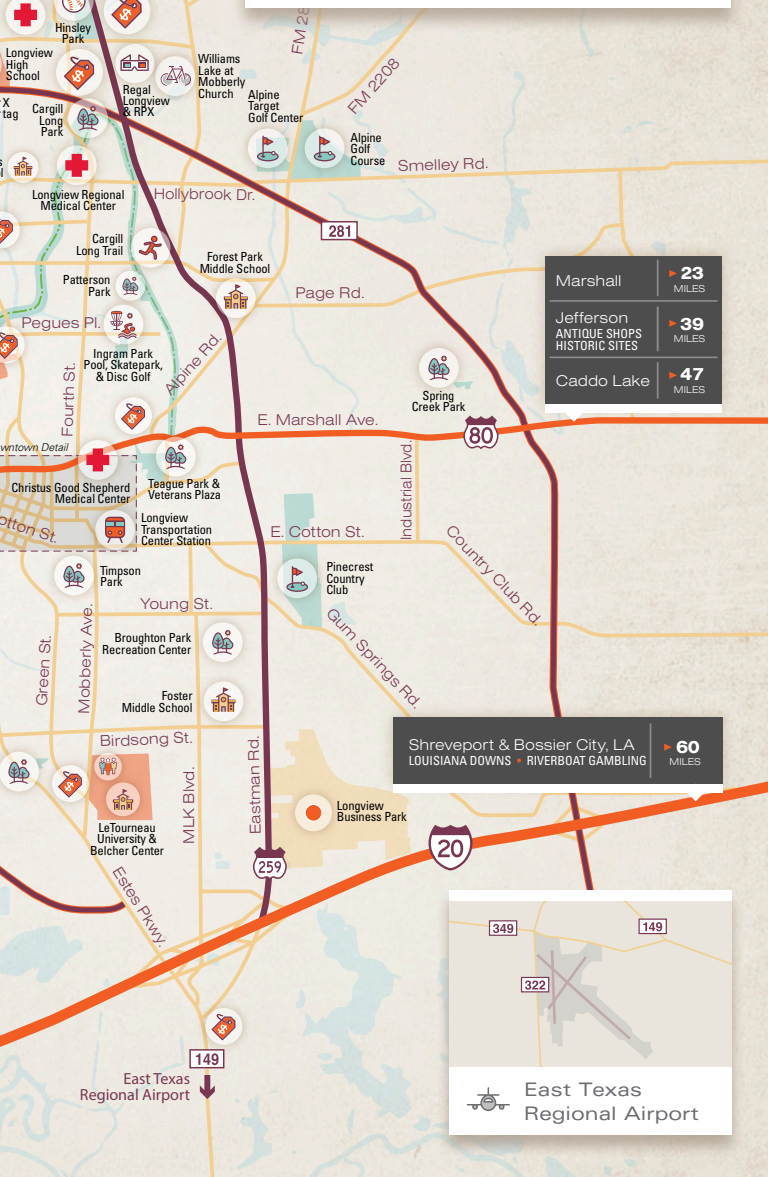 FM 28
Hinsley
Park
Longview
High
School
Regal
Longview
& RPX
Williams
Lake at
Mobberly
Church
FM 2208
X
tag
Cargill
Long
Park
Alpine
Target
Golf Center
Alpine
Golf
Course
Smelley Rd.
Longview Regional
Medical Center
Hollybrook Dr.
281
Cargill
Long Trail
Forest Park
Middle School
Patterson
Park
Page Rd.
Marshall
23
MILES
Jefferson
ANTIQUE SHOPS
HISTORIC SITES
39
MILES
Caddo Lake
47
MILES
Pegues Pl.
Ingram Park
Pool, Skatepark,
& Disc Golf
Alpine Rd.
Fourth St.
Spring
Creek Park
E. Marshall Ave.
80
wntown Detail
Christus Good Shepherd
Medical Center
Teague Park &
Veterans Plaza
Industrial Blvd.
otton St.
Longview
Transportation
Center Station
E. Cotton St.
Country Club Rd.
Timpson
Park
Pinecrest
Country
Club
Young St.
Gum Springs Rd.
Green St.
Mobberly Ave.
Broughton Park
Recreation Center
Foster
Middle School
Birdsong St.
Shreveport & Bossier City, LA
LOUISIANA DOWNS • RIVERBOAT GAMBLING
60
MILES
MLK Blvd.
Eastman Rd.
Longview
Business Park
LeTourneau
University &
Belcher Center
259
20
Estes Pkwy.
349
149
322
149
East Texas
Regional Airport
East Texas
Regional Airport